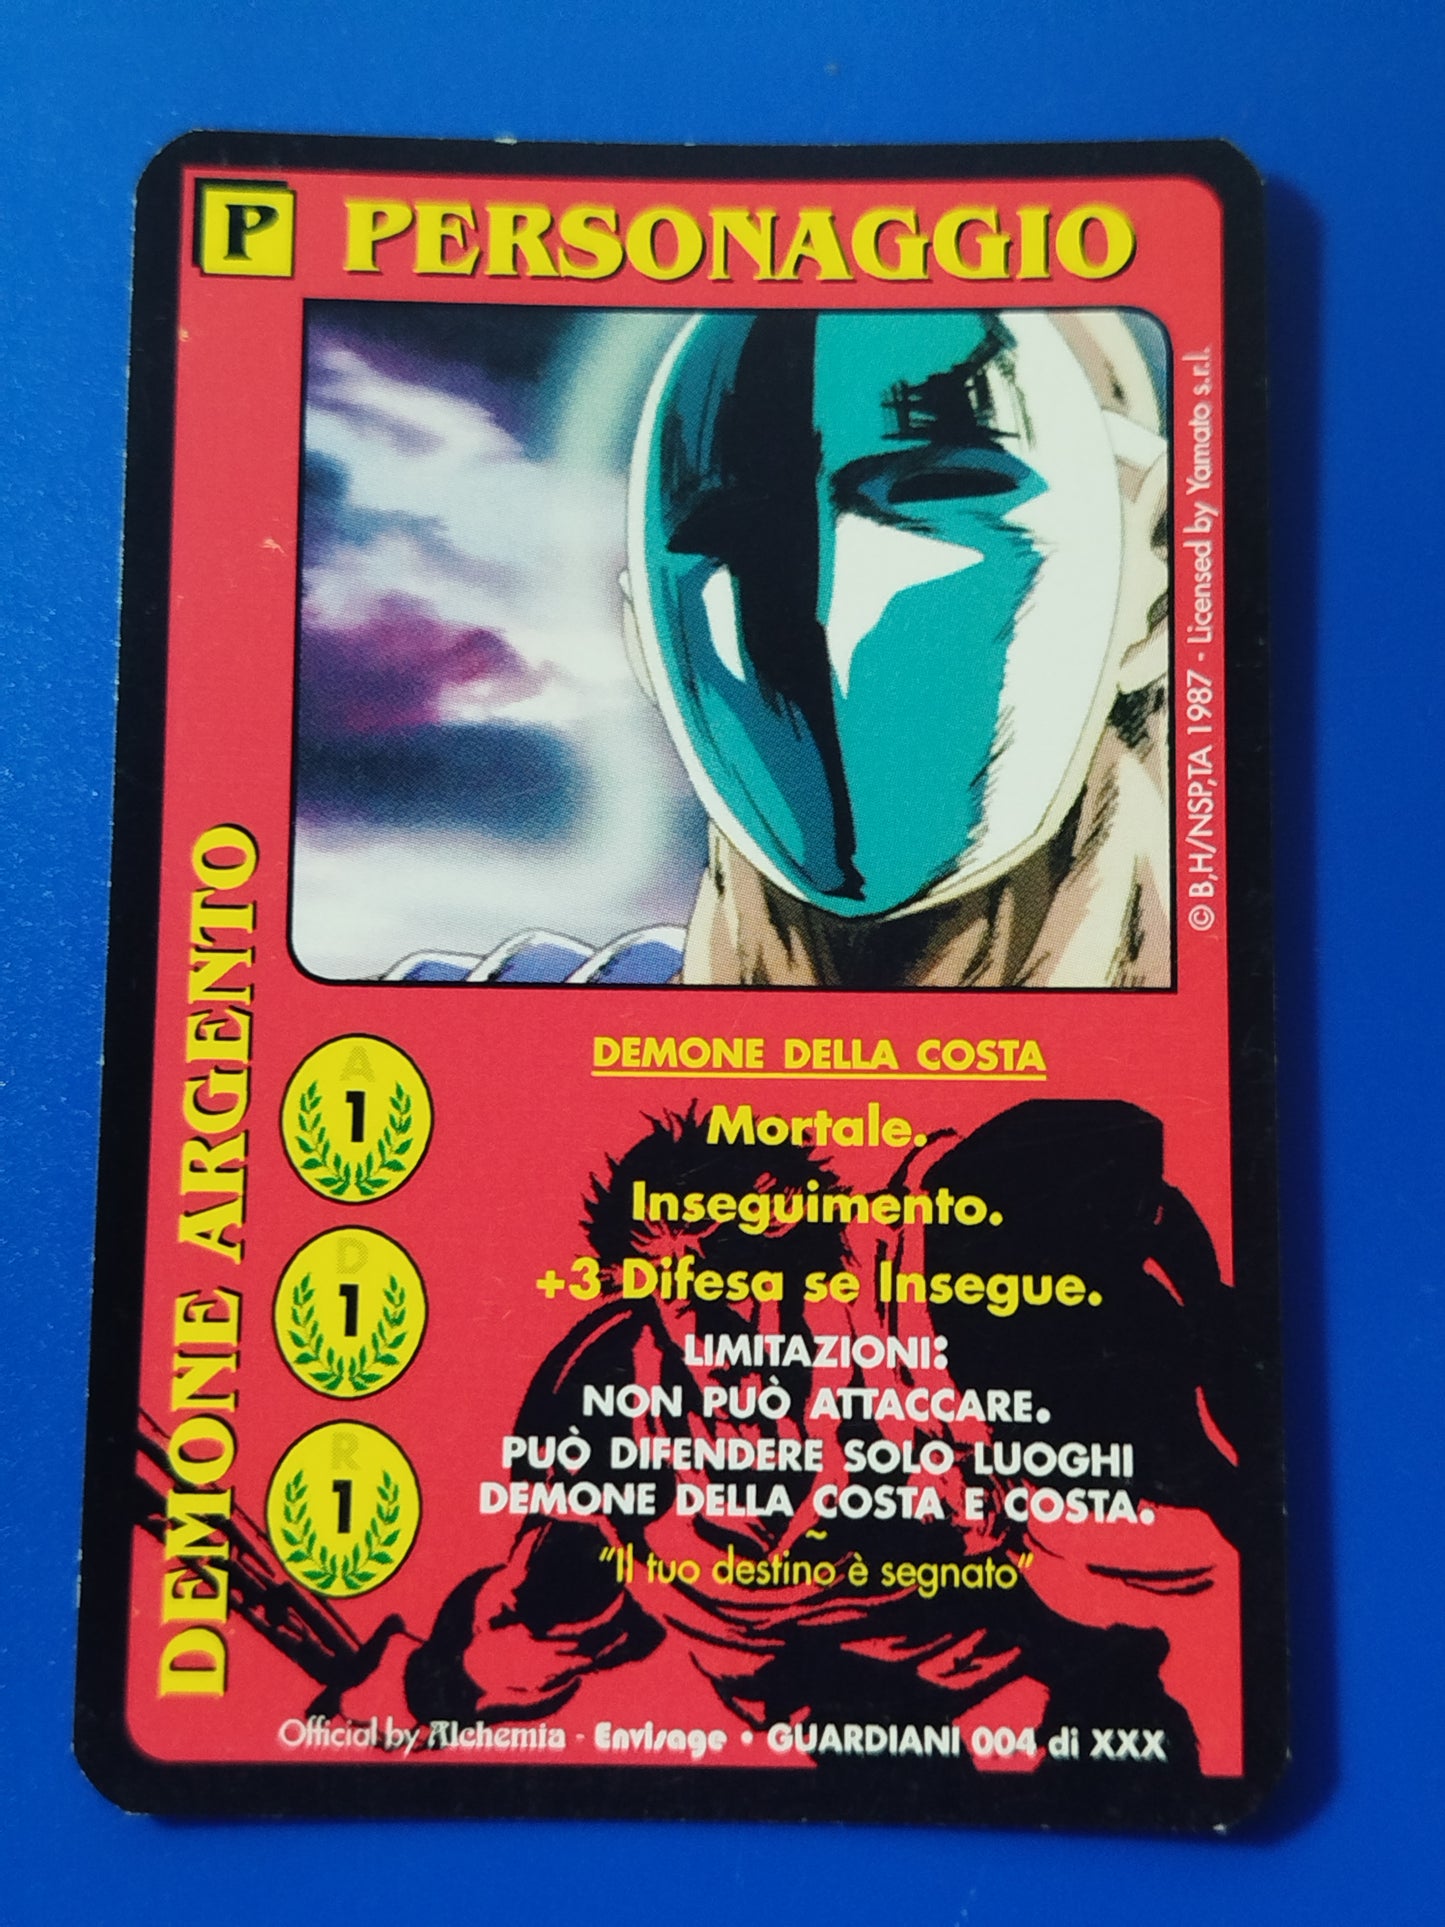 P PERSONAGGIO
© B,H/NSP,TA 1987 - Licensed by Yamato s.r.l.
DEMONE ARGENTO
A
1
D
1
R
1
DEMONE DELLA COSTA
Mortale.
Inseguimento.
+3 Difesa se Insegue.
LIMITAZIONI:
NON PUÒ ATTACCARE.
PUÒ DIFENDERE SOLO LUOGHI
DEMONE DELLA COSTA E COSTA.
~
“Il tuo destino è segnato”
Official by Alchemia - Envisage • GUARDIANI 004 di XXX